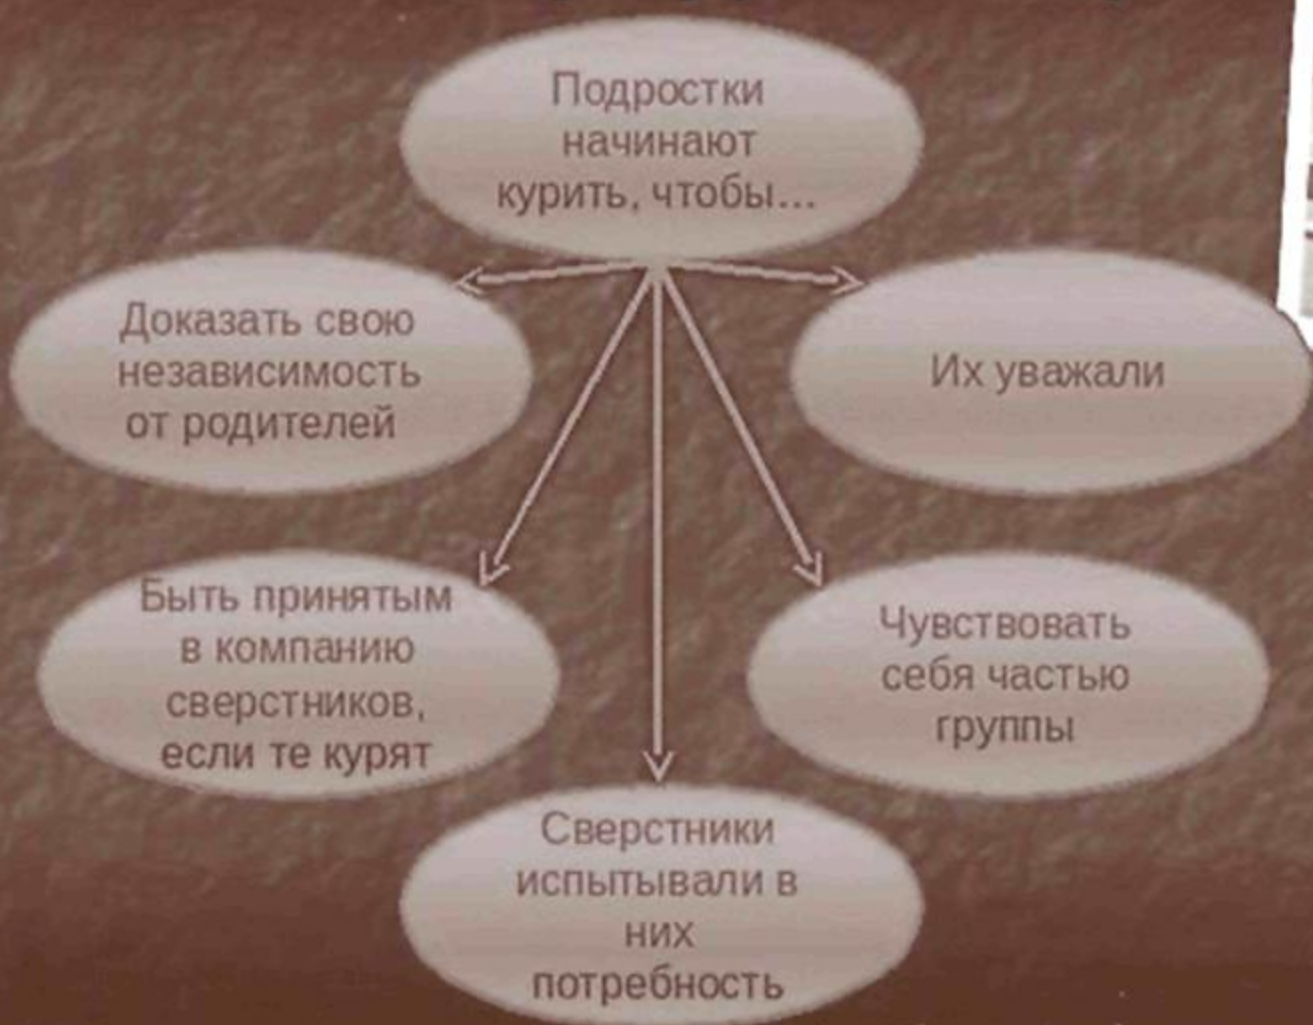 Подростки
начинают
курить, чтобы...
Доказать свою
независимость
от родителей
Их уважали
Быть принятым
в компанию
сверстников,
если те курят
Чувствовать
себя частью
группы
Сверстники
испытывали в
них
потребность